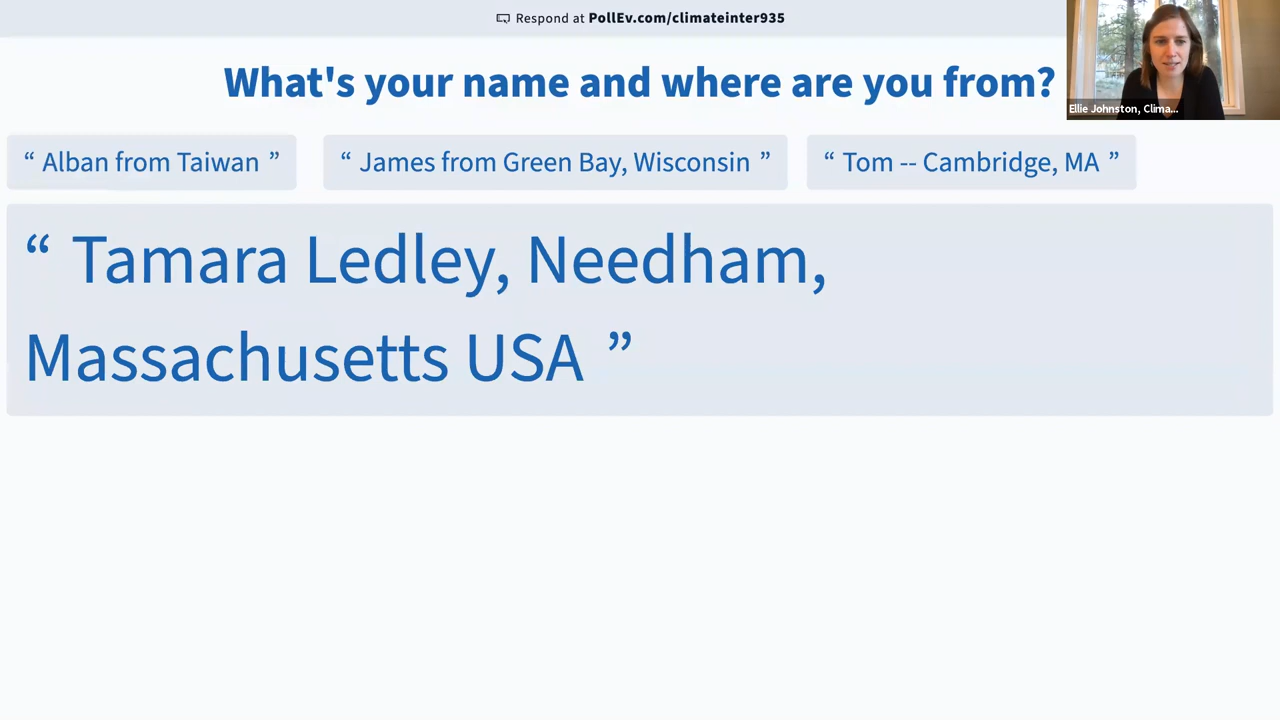 Respond at PollEv.com/climateinter935
What's your name and where are you from?
Ellie Johnston, Clima...
“ Alban from Taiwan ”
“ James from Green Bay, Wisconsin ”
“ Tom -- Cambridge, MA ”
“ Tamara Ledley, Needham,
Massachusetts USA ”